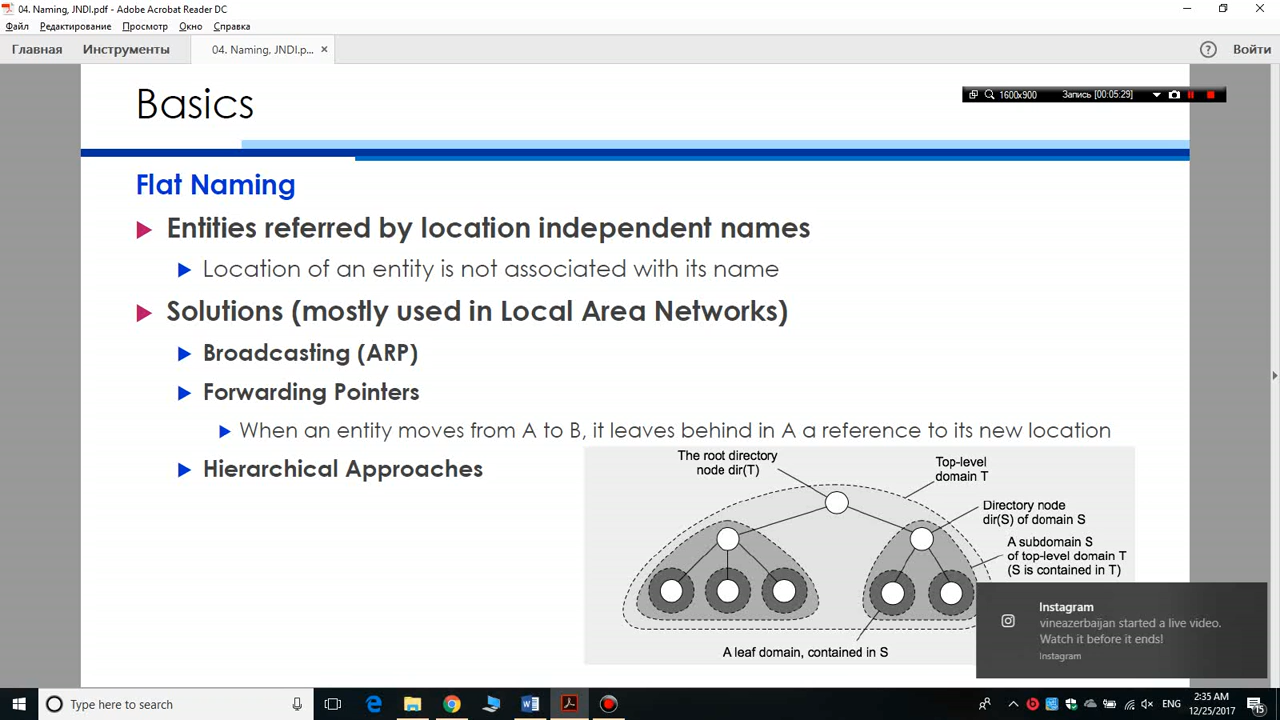 04. Naming, JNDI.pdf - Adobe Acrobat Reader DC
Файл Редактирование Просмотр Окно Справка
Главная Инструменты 04. Naming, JNDI.p... × ? Войти
Basics
1600x900 Запись [00:05:29]
Flat Naming
Entities referred by location independent names
Location of an entity is not associated with its name
Solutions (mostly used in Local Area Networks)
Broadcasting (ARP)
Forwarding Pointers
When an entity moves from A to B, it leaves behind in A a reference to its new location
Hierarchical Approaches
The root directory
node dir(T)
Top-level
domain T
Directory node
dir(S) of domain S
A subdomain S
of top-level domain T
(S is contained in T)
A leaf domain, contained in S
Instagram
vineazerbaijan started a live video.
Watch it before it ends!
Instagram
Type here to search
ENG
2:35 AM
12/25/2017
15